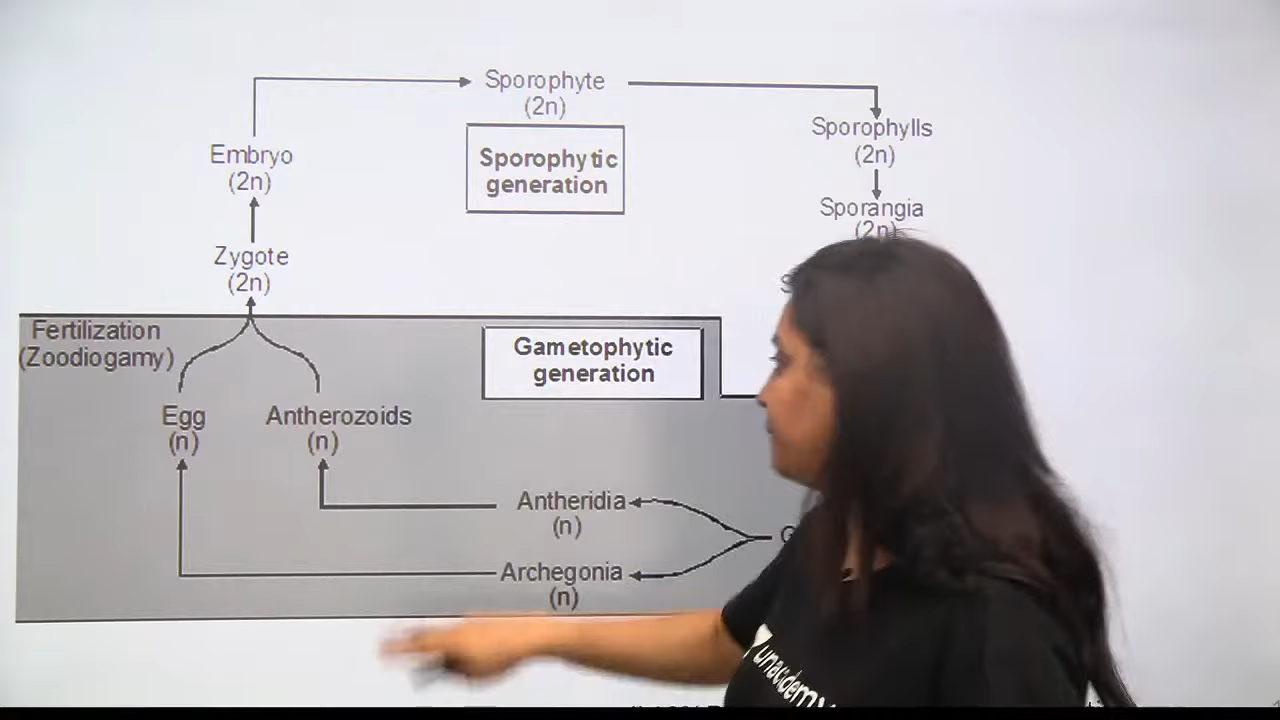 Sporophyte
(2n)
Sporophytic
generation
Sporophylls
(2n)
Sporangia
(2n)
Embryo
(2n)
Zygote
(2n)
Fertilization
(Zoodiogamy)
Gametophytic
generation
Egg
(n)
Antherozoids
(n)
Antheridia
(n)
Archegonia
(n)
unacademy